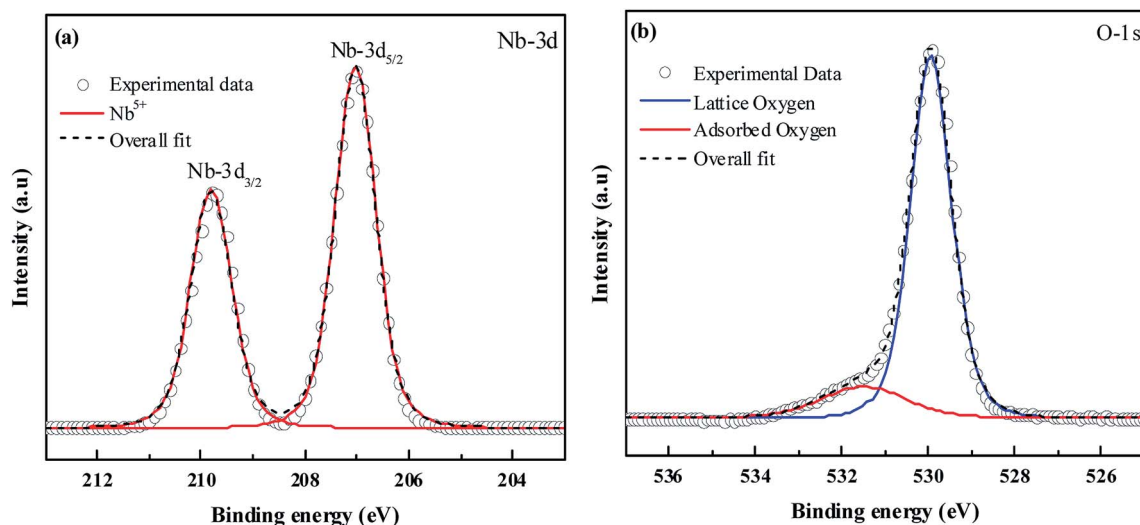 (a)
Nb-3d
Nb-3d5/2
Experimental data
Nb5+
Overall fit
Nb-3d3/2
Intensity (a.u)
212 210 208 206 204
Binding energy (eV)
(b)
O-1s
Experimental Data
Lattice Oxygen
Adsorbed Oxygen
Overall fit
Intensity (a.u)
536 534 532 530 528 526
Binding energy (eV)